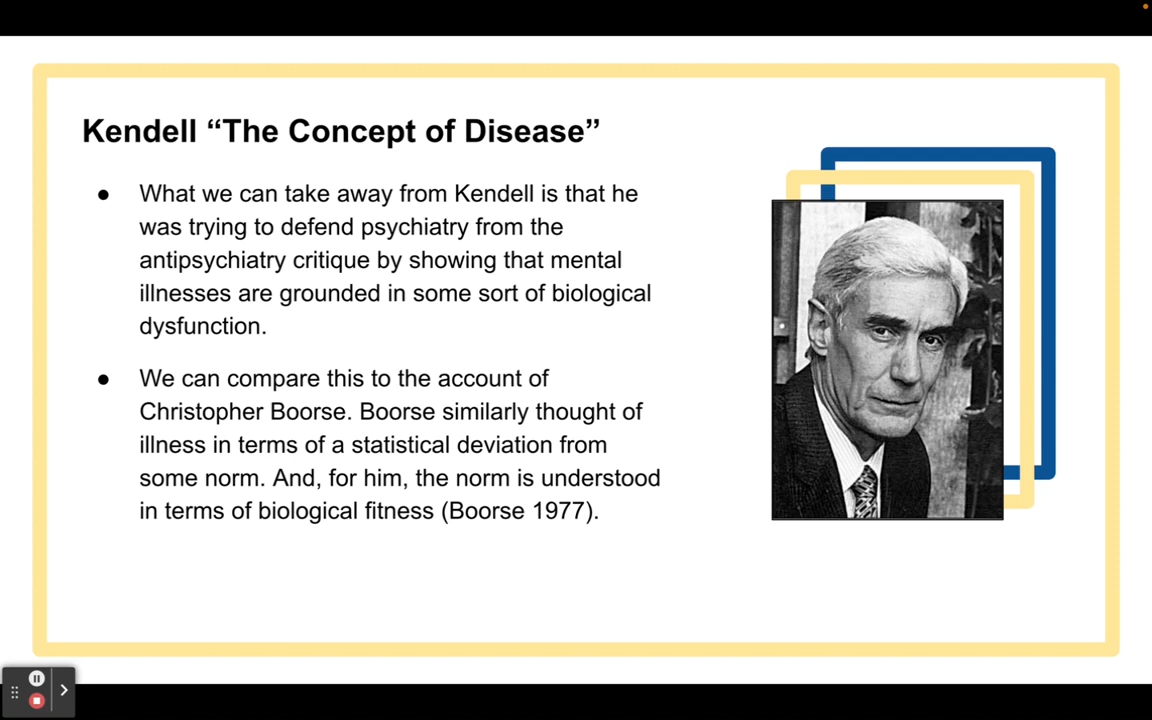 Kendell “The Concept of Disease”
● What we can take away from Kendell is that he
was trying to defend psychiatry from the
antipsychiatry critique by showing that mental
illnesses are grounded in some sort of biological
dysfunction.
● We can compare this to the account of
Christopher Boorse. Boorse similarly thought of
illness in terms of a statistical deviation from
some norm. And, for him, the norm is understood
in terms of biological fitness (Boorse 1977).